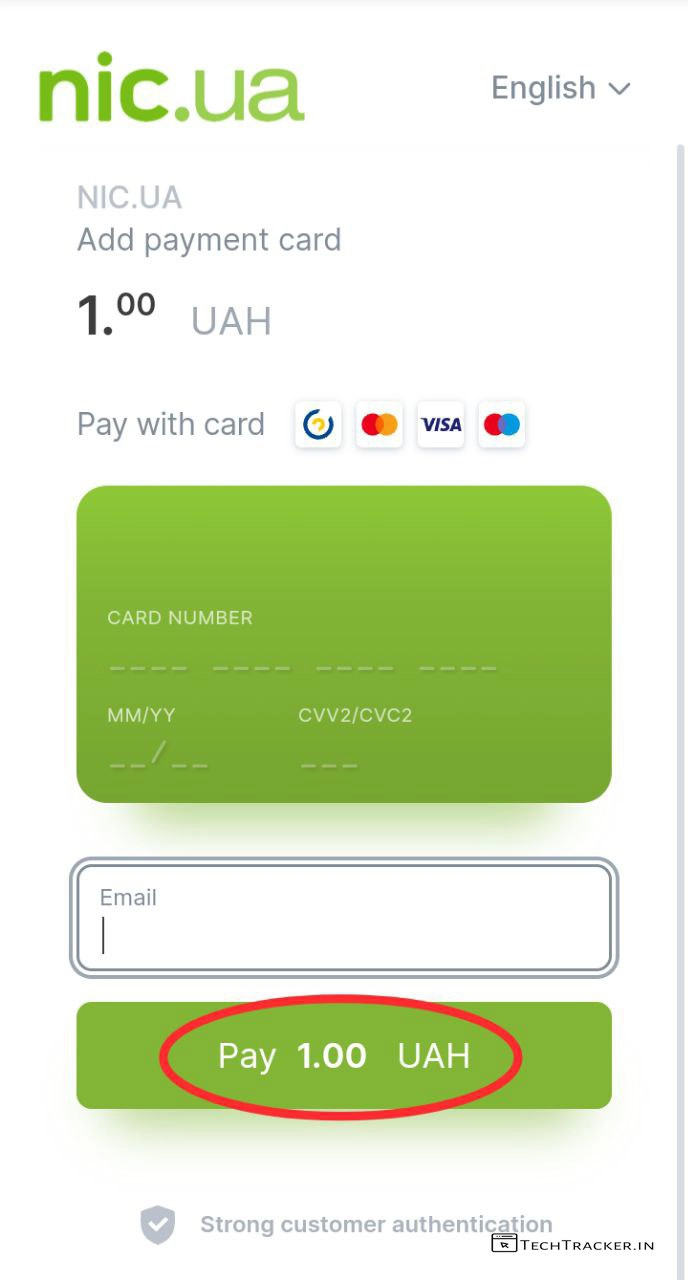 nic.ua
English
NIC.UA
Add payment card
1.00 UAH
Pay with card VISA
CARD NUMBER
____ ____ ____ ____
MM/YY CVV2/CVC2
__/__ ___
Email
Pay 1.00 UAH
Strong customer authentication
TECHTRACKER.IN